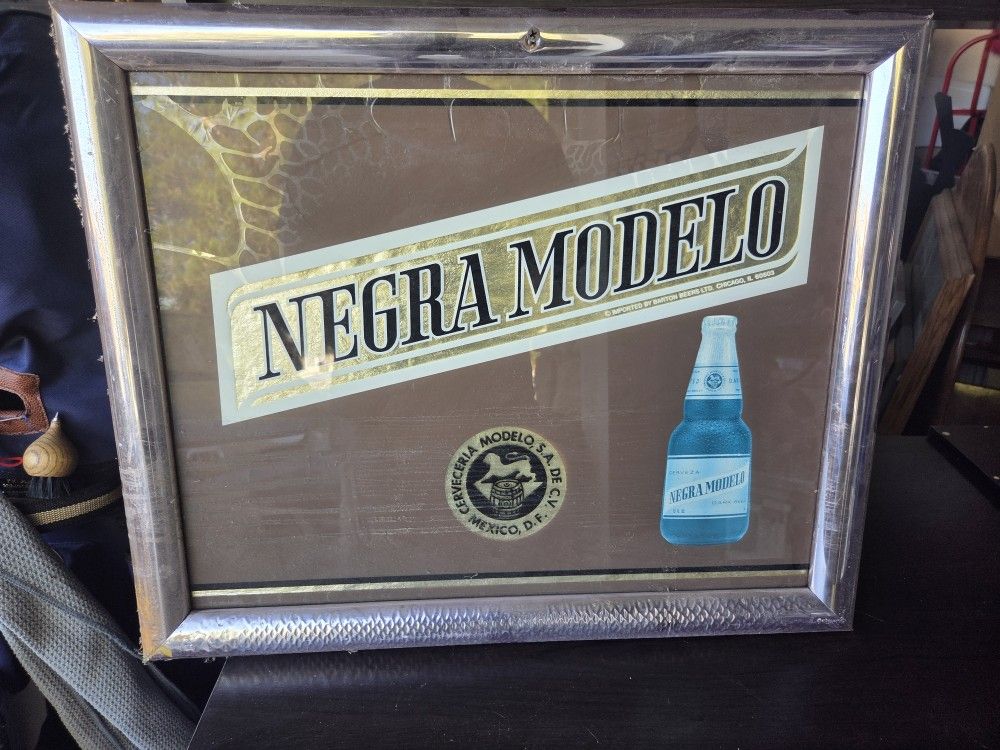 NEGRA MODELO
© IMPORTED BY BARTON BEERS LTD. CHICAGO, IL 60603
CERVECERIA MODELO, S.A. DE C.V.
MEXICO, D.F.
CERVEZA
NEGRA MODELO